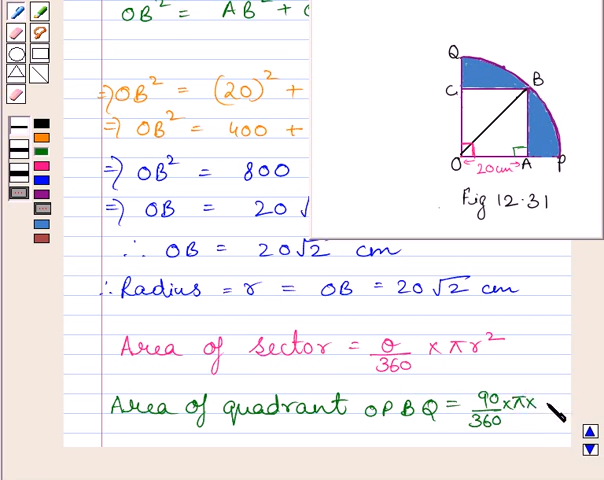 OB² = AB² +
⇒ OB² = (20)² +
⇒ OB² = 400 +
⇒ OB² = 800
⇒ OB = 20√
∴ OB = 20√2 cm
∴ Radius = r = OB = 20√2 cm
Area of sector = θ/360 × πr²
Area of quadrant OPBQ = 90/360 × π ×
Q
B
C
O
20cm
A
P
Fig 12.31